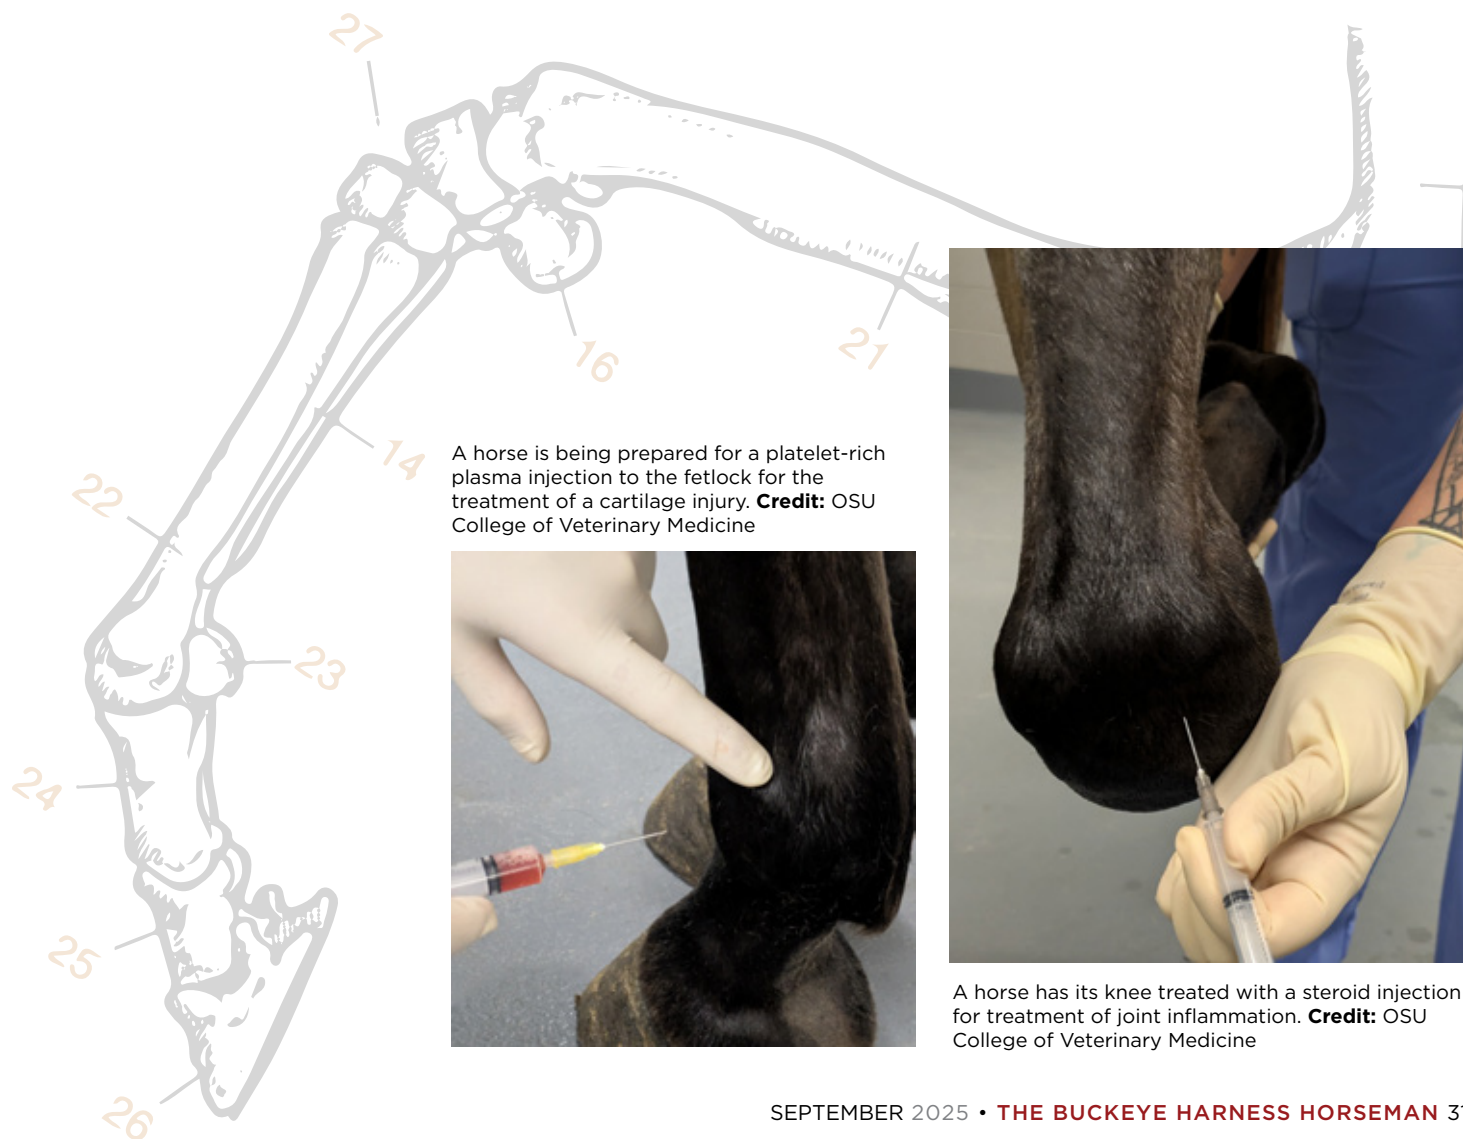 27
16
21
14
22
23
24
25
26
A horse is being prepared for a platelet-rich
plasma injection to the fetlock for the
treatment of a cartilage injury. Credit: OSU
College of Veterinary Medicine
A horse has its knee treated with a steroid injection
for treatment of joint inflammation. Credit: OSU
College of Veterinary Medicine
SEPTEMBER 2025 • THE BUCKEYE HARNESS HORSEMAN 31